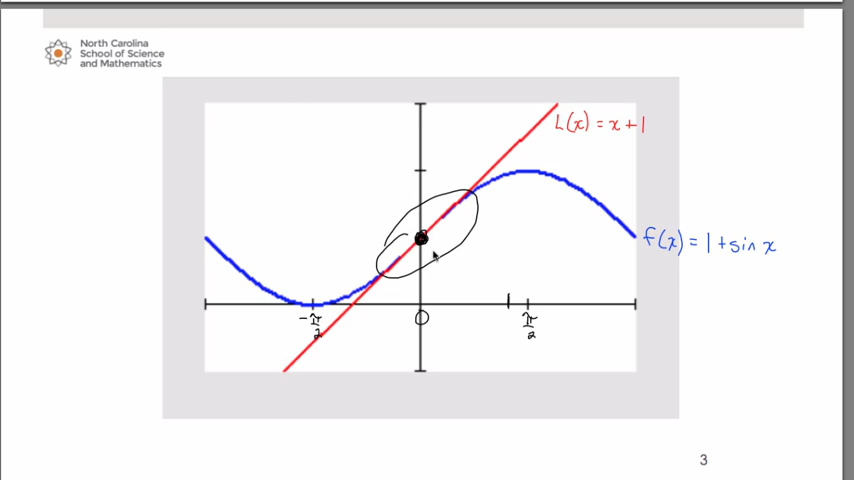 North Carolina
School of Science
and Mathematics
L(x) = x + 1
f(x) = 1 + sin x
-π/2
0
π/2
3